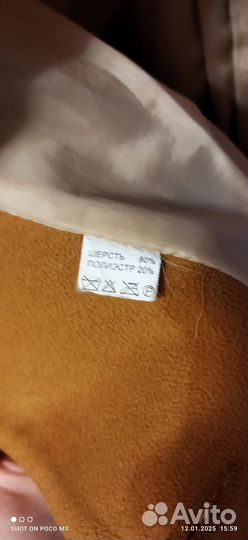 ШЕРСТЬ 80%
ПОЛИЭСТР 20%
P
SHOT ON POCO M3
12.01.2025 15:59
Avito